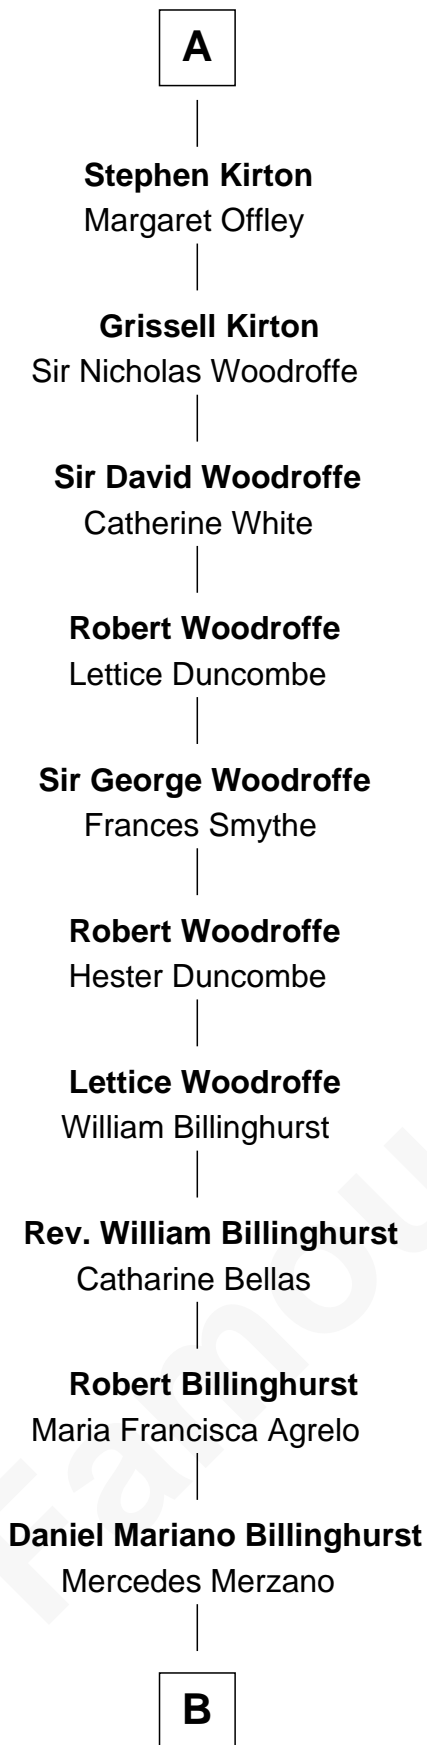 A
Stephen Kirton
Margaret Offley
Grissell Kirton
Sir Nicholas Woodroffe
Sir David Woodroffe
Catherine White
Robert Woodroffe
Lettice Duncombe
Sir George Woodroffe
Frances Smythe
Robert Woodroffe
Hester Duncombe
Lettice Woodroffe
William Billinghurst
Rev. William Billinghurst
Catharine Bellas
Robert Billinghurst
Maria Francisca Agrelo
Daniel Mariano Billinghurst
Mercedes Merzano
B
Famou